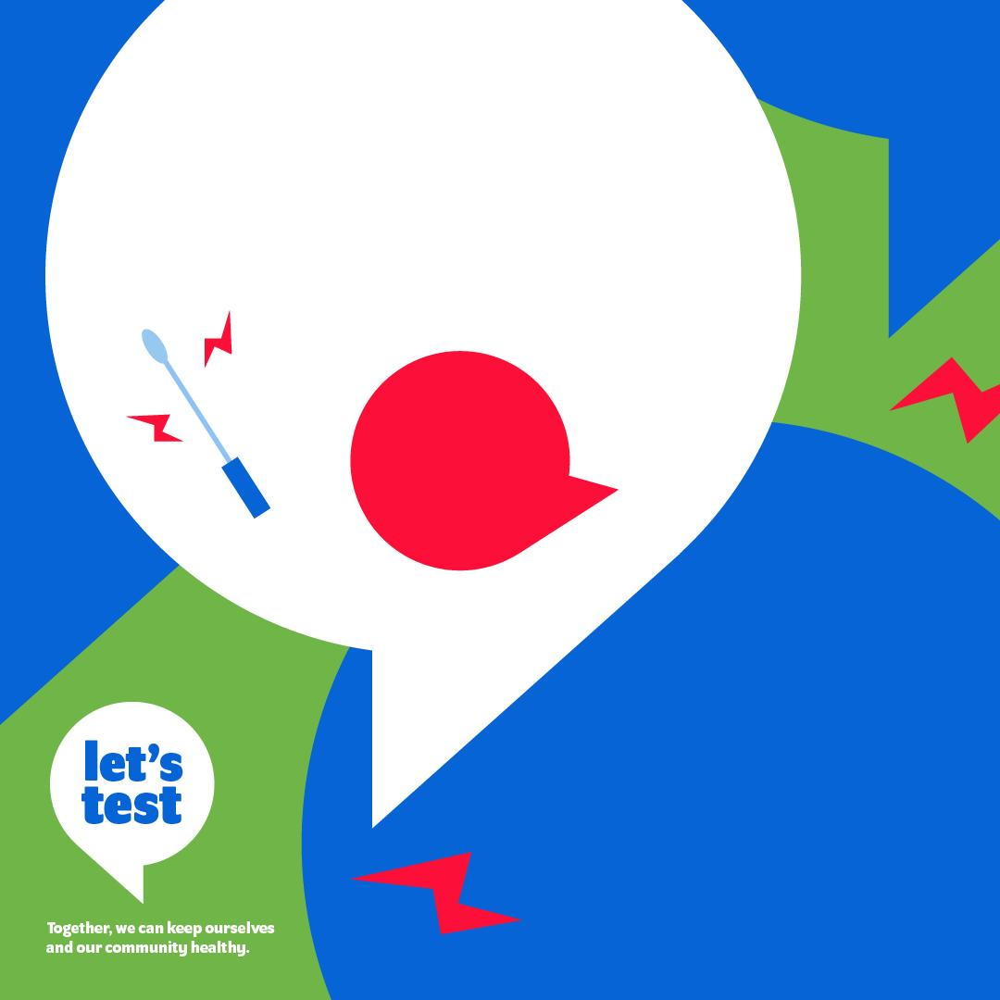 let’s
test
Together, we can keep ourselves
and our community healthy.